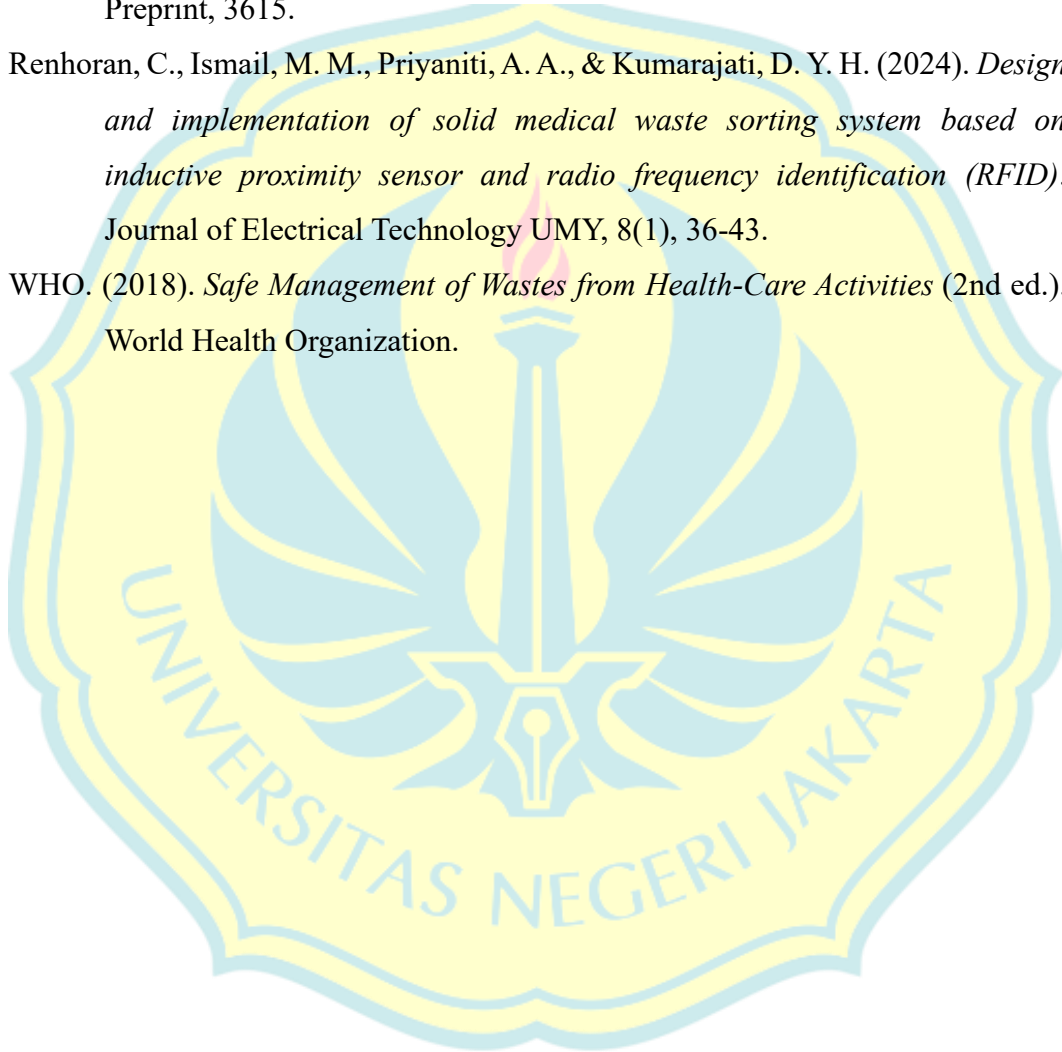 Preprint, 3615.
Renhoran, C., Ismail, M. M., Priyaniti, A. A., & Kumarajati, D. Y. H. (2024). Design
and implementation of solid medical waste sorting system based on
inductive proximity sensor and radio frequency identification (RFID).
Journal of Electrical Technology UMY, 8(1), 36-43.
WHO. (2018). Safe Management of Wastes from Health-Care Activities (2nd ed.).
World Health Organization.
UNIVERSITAS NEGERI JAKARTA